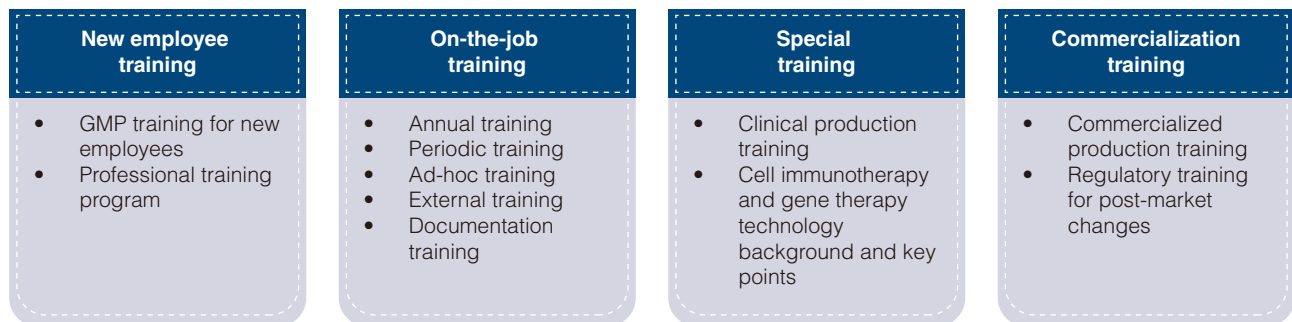 New employee
training
• GMP training for new
employees
• Professional training
program
On-the-job
training
• Annual training
• Periodic training
• Ad-hoc training
• External training
• Documentation
training
Special
training
• Clinical production
training
• Cell immunotherapy
and gene therapy
technology
background and key
points
Commercialization
training
• Commercialized
production training
• Regulatory training
for post-market
changes